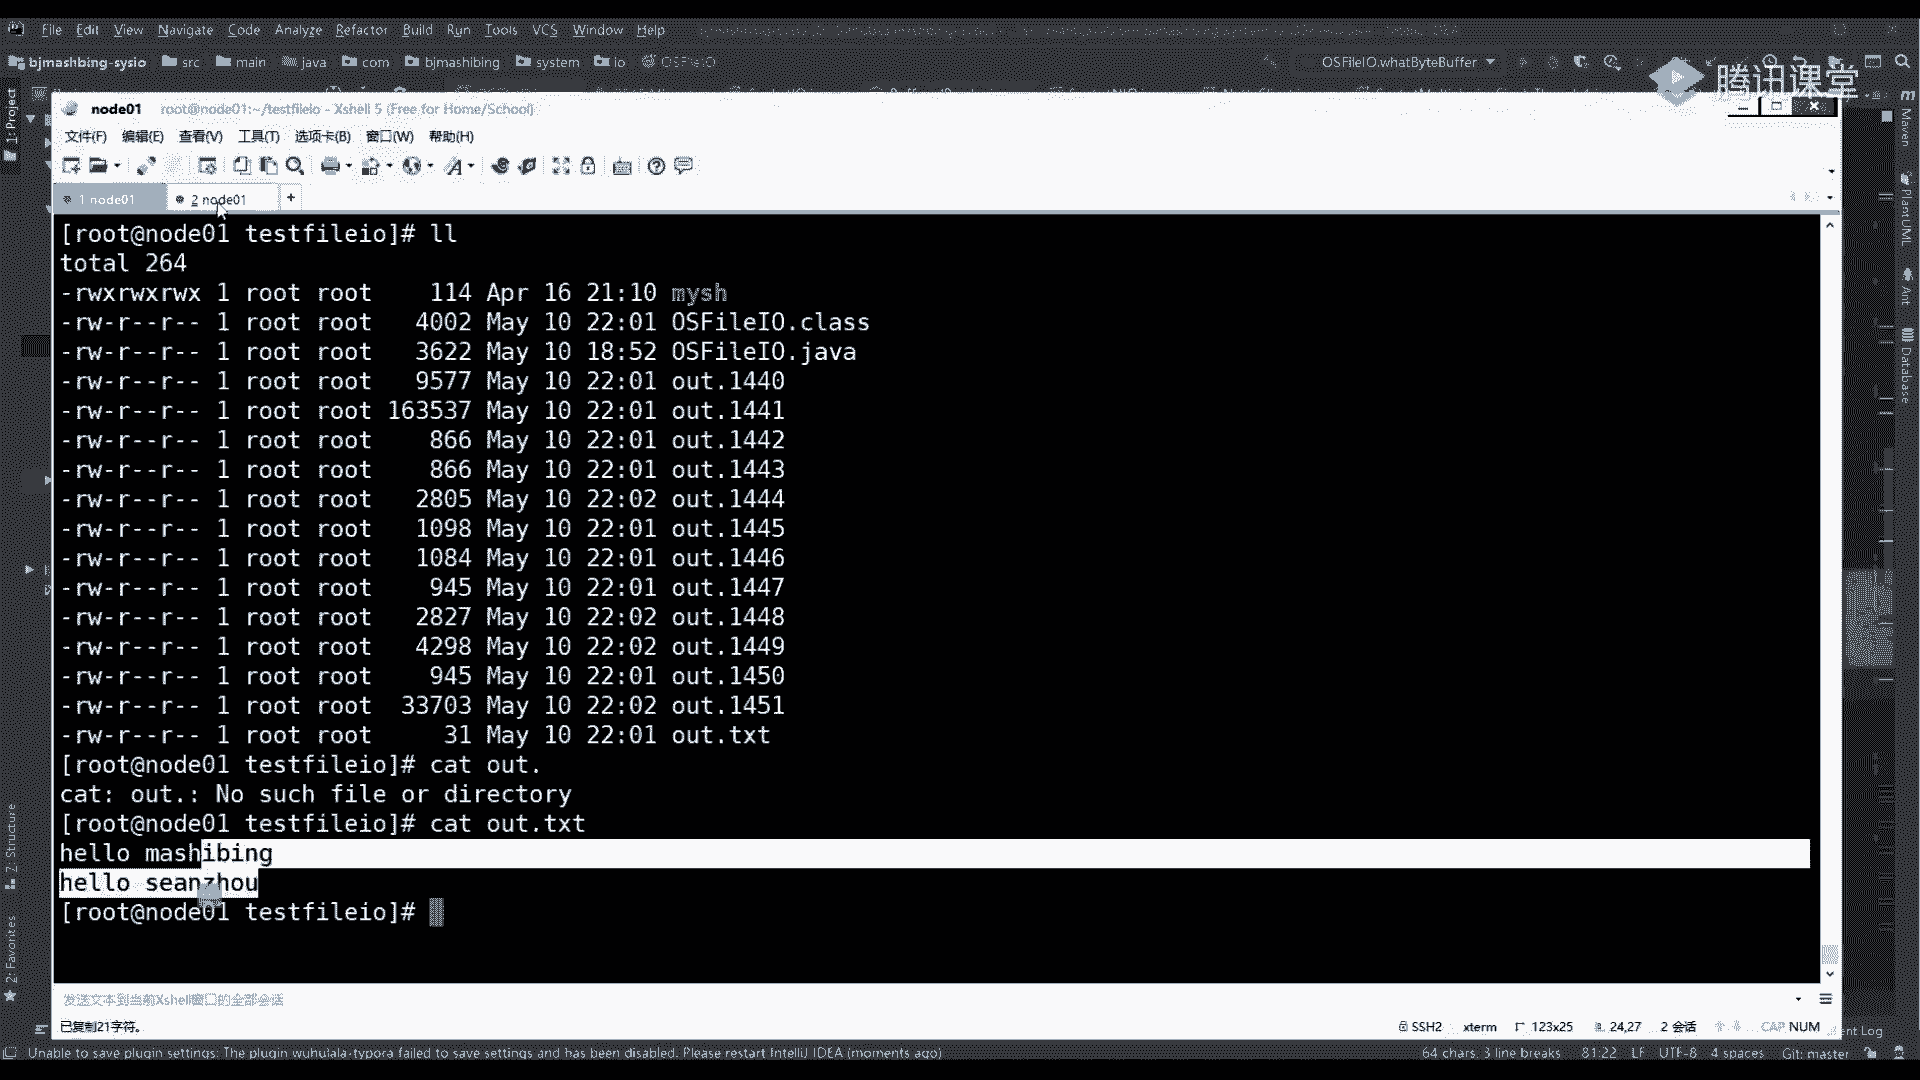 File Edit View Navigate Code Analyze Refactor Build Run Tools VCS Window Help
bjmashbing-sysio src main java com bjmashbing system io OSFileIO
OSFileIO.whatByteBuffer
腾讯课堂
node01 root@node01:~/testfileio - Xshell 5 (Free for Home/School)
文件(F) 编辑(E) 查看(V) 工具(T) 选项卡(B) 窗口(W) 帮助(H)
1 node01 2 node01 +
[root@node01 testfileio]# ll
total 264
-rwxrwxrwx 1 root root 114 Apr 16 21:10 mysh
-rw-r--r-- 1 root root 4002 May 10 22:01 OSFileIO.class
-rw-r--r-- 1 root root 3622 May 10 18:52 OSFileIO.java
-rw-r--r-- 1 root root 9577 May 10 22:01 out.1440
-rw-r--r-- 1 root root 163537 May 10 22:01 out.1441
-rw-r--r-- 1 root root 866 May 10 22:01 out.1442
-rw-r--r-- 1 root root 866 May 10 22:01 out.1443
-rw-r--r-- 1 root root 2805 May 10 22:02 out.1444
-rw-r--r-- 1 root root 1098 May 10 22:01 out.1445
-rw-r--r-- 1 root root 1084 May 10 22:01 out.1446
-rw-r--r-- 1 root root 945 May 10 22:01 out.1447
-rw-r--r-- 1 root root 2827 May 10 22:02 out.1448
-rw-r--r-- 1 root root 4298 May 10 22:02 out.1449
-rw-r--r-- 1 root root 945 May 10 22:01 out.1450
-rw-r--r-- 1 root root 33703 May 10 22:02 out.1451
-rw-r--r-- 1 root root 31 May 10 22:01 out.txt
[root@node01 testfileio]# cat out.
cat: out.: No such file or directory
[root@node01 testfileio]# cat out.txt
hello mashibing
hello seanzhou
[root@node01 testfileio]#
发送文本到当前Xshell窗口的全部会话
已复制21字符。 SSH2 xterm 123x25 24,27 2 会话 CAP NUM
Unable to save plugin settings: The plugin wuhulala-typora failed to save settings and has been disabled. Please restart IntelliJ IDEA (moments ago) 64 chars, 3 line breaks 81:22 LF UTF-8 4 spaces Git: master
1: Project
7: Structure
2: Favorites
Maven
PlantUML
Ant
Database
ent Log